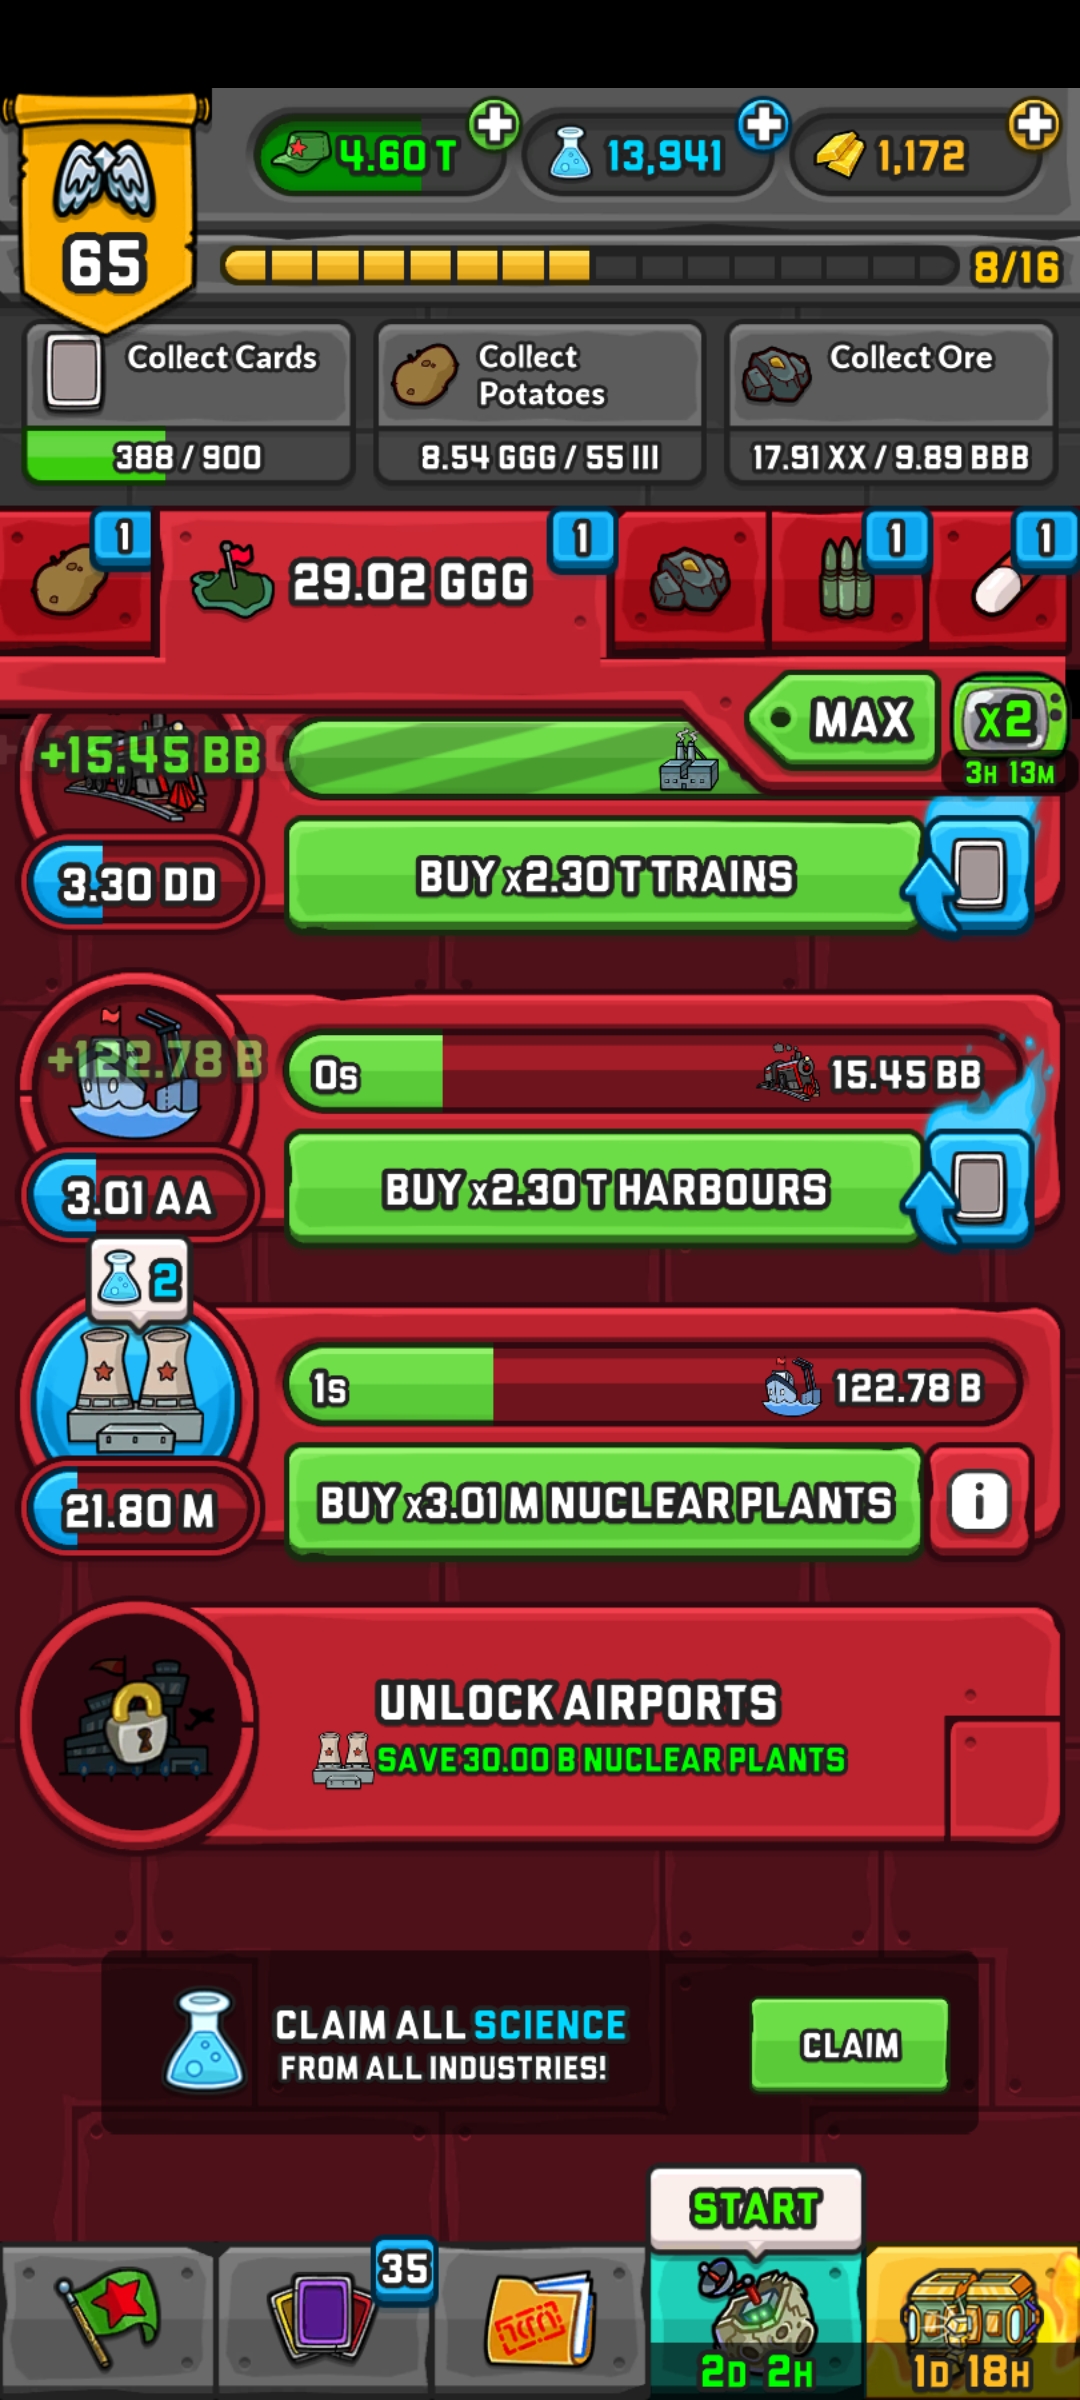 4.60 T
13,941
1,172
65
8/16
Collect Cards
388 / 900
Collect
Potatoes
8.54 GGG / 55 III
Collect Ore
17.91 XX / 9.89 BBB
1
29.02 GGG
1
1
1
MAX
x2
3H 13M
+15.45 BB
3.30 DD
BUY x2.30 T TRAINS
+122.78 B
0s
15.45 BB
3.01 AA
BUY x2.30 T HARBOURS
2
1s
122.78 B
21.80 M
BUY x3.01 M NUCLEAR PLANTS
i
UNLOCK AIRPORTS
SAVE 30.00 B NUCLEAR PLANTS
CLAIM ALL SCIENCE
FROM ALL INDUSTRIES!
CLAIM
START
35
2D 2H
1D 18H